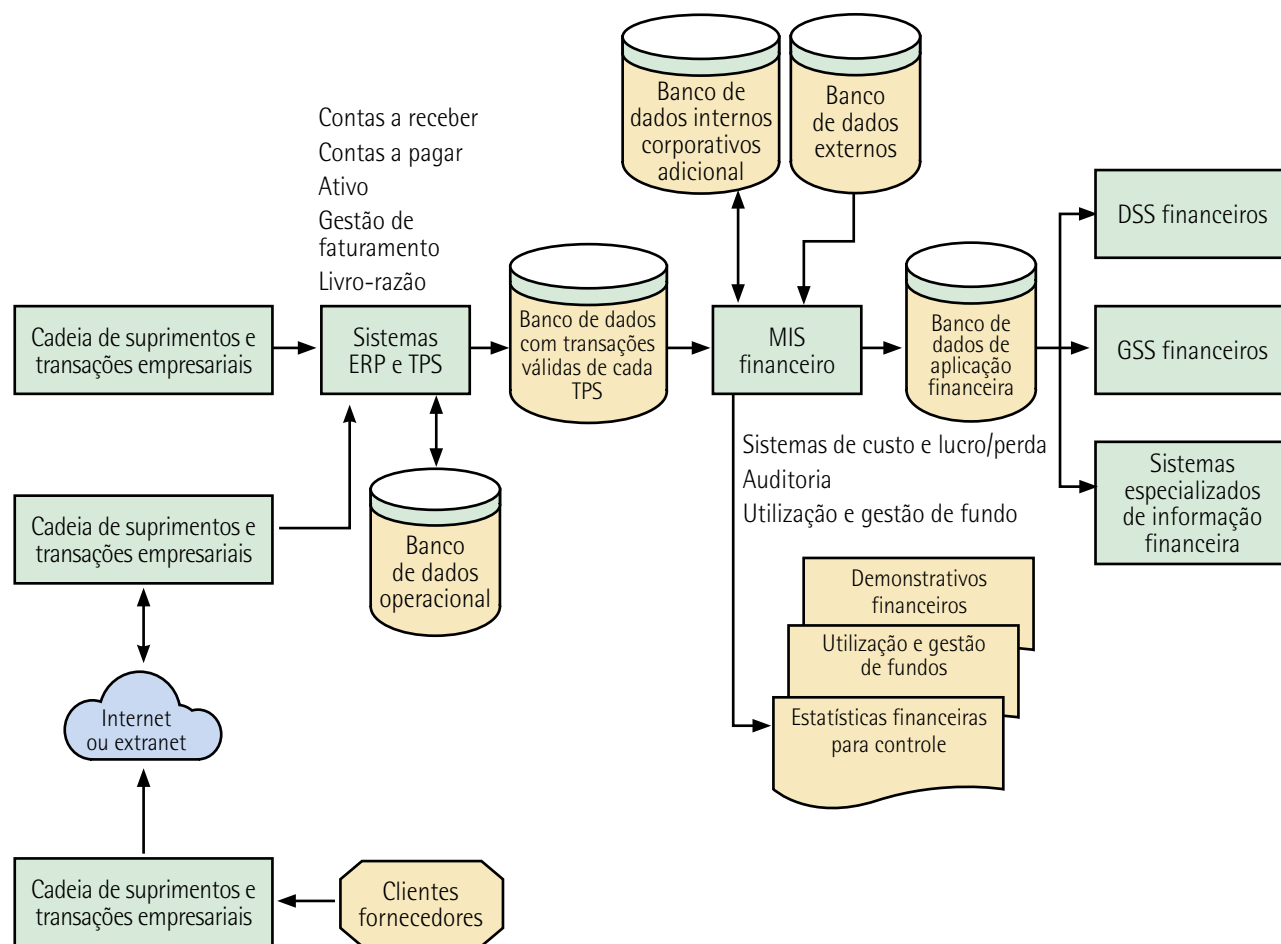 Banco de
dados internos
corporativos
adicional
Banco
de dados
externos
Contas a receber
Contas a pagar
Ativo
Gestão de
faturamento
Livro-razão
DSS financeiros
Cadeia de suprimentos e
transações empresariais
Sistemas
ERP e TPS
Banco de dados
com transações
válidas de cada
TPS
MIS
financeiro
Banco de
dados de
aplicação
financeira
GSS financeiros
Sistemas de custo e lucro/perda
Auditoria
Utilização e gestão de fundo
Sistemas
especializados
de informação
financeira
Cadeia de suprimentos e
transações empresariais
Banco
de dados
operacional
Demonstrativos
financeiros
Utilização e gestão
de fundos
Estatísticas financeiras
para controle
Internet
ou extranet
Cadeia de suprimentos e
transações empresariais
Clientes
fornecedores